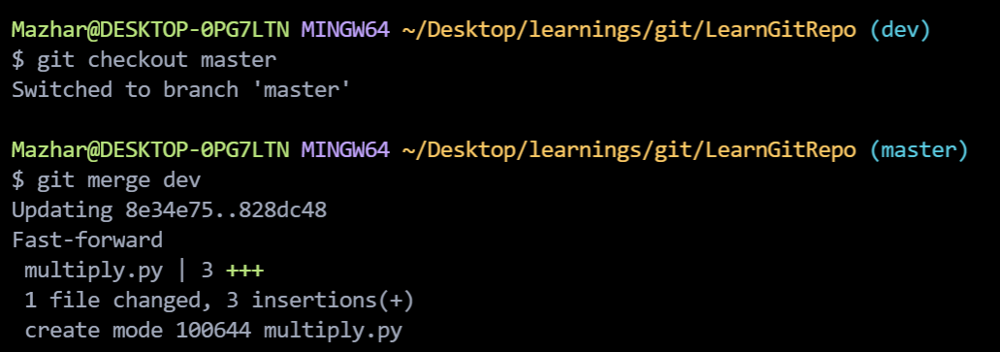 Mazhar@DESKTOP-0PG7LTN MINGW64 ~/Desktop/learnings/git/LearnGitRepo (dev)
$ git checkout master
Switched to branch 'master'
Mazhar@DESKTOP-0PG7LTN MINGW64 ~/Desktop/learnings/git/LearnGitRepo (master)
$ git merge dev
Updating 8e34e75..828dc48
Fast-forward
 multiply.py | 3 +++
 1 file changed, 3 insertions(+)
 create mode 100644 multiply.py